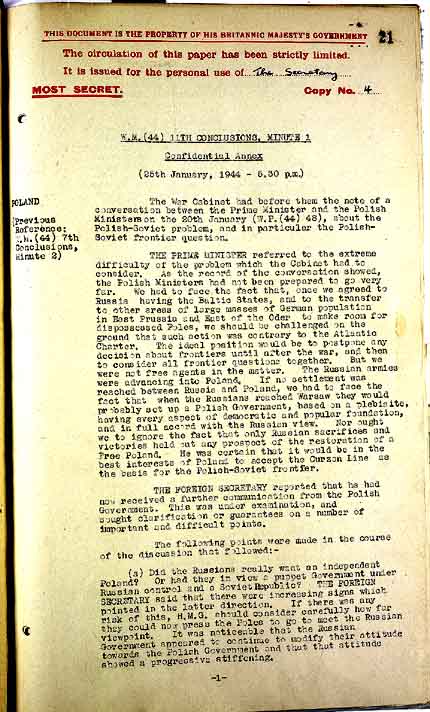 THIS DOCUMENT IS THE PROPERTY OF HIS BRITANNIC MAJESTY'S GOVERNMENT
21
The circulation of this paper has been strictly limited.
It is issued for the personal use of The Secretary
MOST SECRET.
Copy No. 4
W.M.(44) 11TH CONCLUSIONS, MINUTE 1
Confidential Annex
(25th January, 1944 - 5.30 p.m.)
POLAND
(Previous
Reference:
W.M.(44) 7th
Conclusions,
Minute 2)
The War Cabinet had before them the note of a
conversation between the Prime Minister and the Polish
Ministers on the 20th January (W.P.(44) 48), about the
Polish-Soviet problem, and in particular the Polish-
Soviet frontier question.
THE PRIME MINISTER referred to the extreme
difficulty of the problem which the Cabinet had to
consider. As the record of the conversation showed,
the Polish Ministers had not been prepared to go very
far. We had to face the fact that, once we agreed to
Russia having the Baltic States, and to the transfer
to other areas of large masses of German population
in East Prussia and East of the Oder to make room for
dispossessed Poles, we should be challenged on the
ground that such action was contrary to the Atlantic
Charter. The ideal position would be to postpone any
decision about frontiers until after the war, and then
to consider all frontier questions together. But we
were not free agents in the matter. The Russian armies
were advancing into Poland. If no settlement was
reached between Russia and Poland, we had to face the
fact that when the Russians reached Warsaw they would
probably set up a Polish Government, based on a plebiscite,
having every aspect of democratic and popular foundation,
and in full accord with the Russian view. Nor ought
we to ignore the fact that only Russian sacrifices and
victories held out any prospect of the restoration of a
Free Poland. He was certain that it would be in the
best interests of Poland to accept the Curzon Line as
the basis for the Polish-Soviet frontier.
THE FOREIGN SECRETARY reported that he had
now received a further communication from the Polish
Government. This was under examination, and
sought clarification or guarantees on a number of
important and difficult points.
The following points were made in the course
of the discussion that followed:-
(a) Did the Russians really want an independent
Poland? Or had they in view a puppet Government under
Russian control and a Soviet Republic? THE FOREIGN
SECRETARY said that there were increasing signs which
pointed in the latter direction. If there was any
risk of this, H.M.G. should consider carefully how far
they could now press the Poles to go to meet the Russian
viewpoint. It was noticeable that the Russian
Government appeared to continue to modify their attitude
towards the Polish Government and that that attitude
showed a progressive stiffening.
-1-